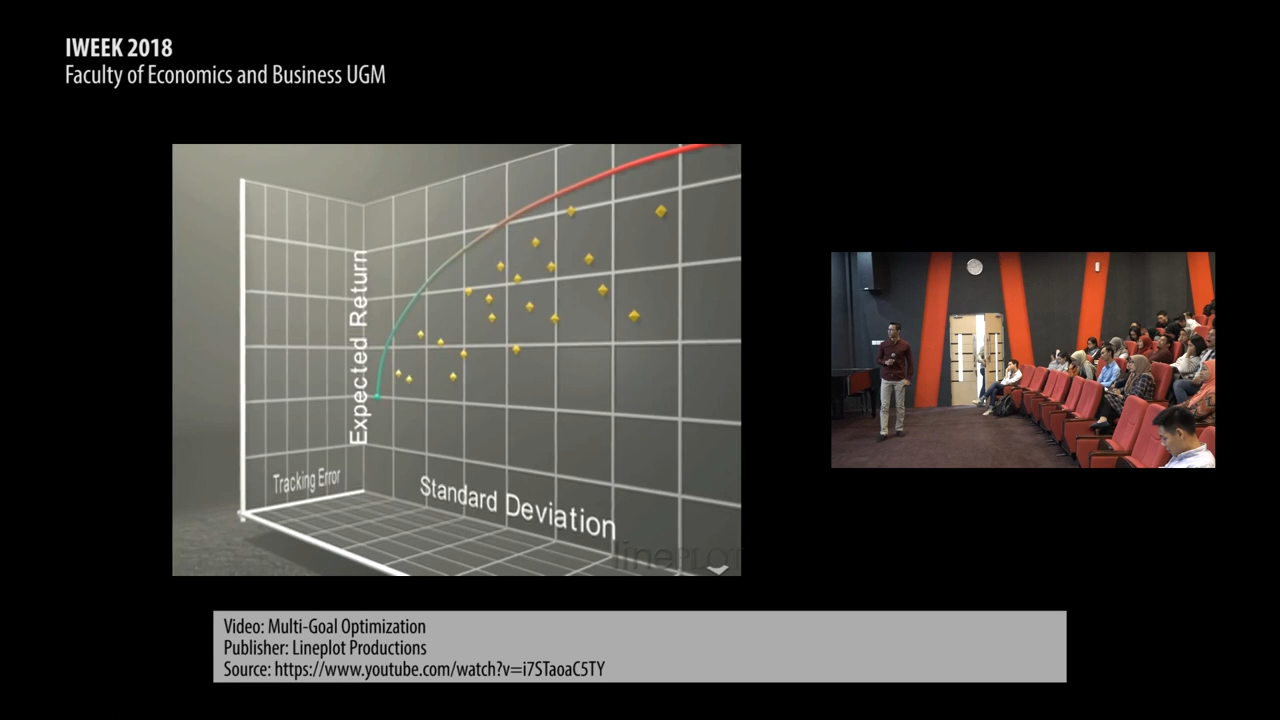 IWEEK 2018
Faculty of Economics and Business UGM
Expected Return
Tracking Error
Standard Deviation
linePLOT
Video: Multi-Goal Optimization
Publisher: Lineplot Productions
Source: https://www.youtube.com/watch?v=i7STaoaC5TY